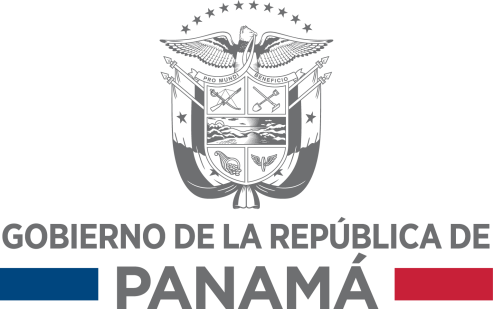 PRO MUNDI BENEFICIO
GOBIERNO DE LA REPÚBLICA DE
PANAMÁ